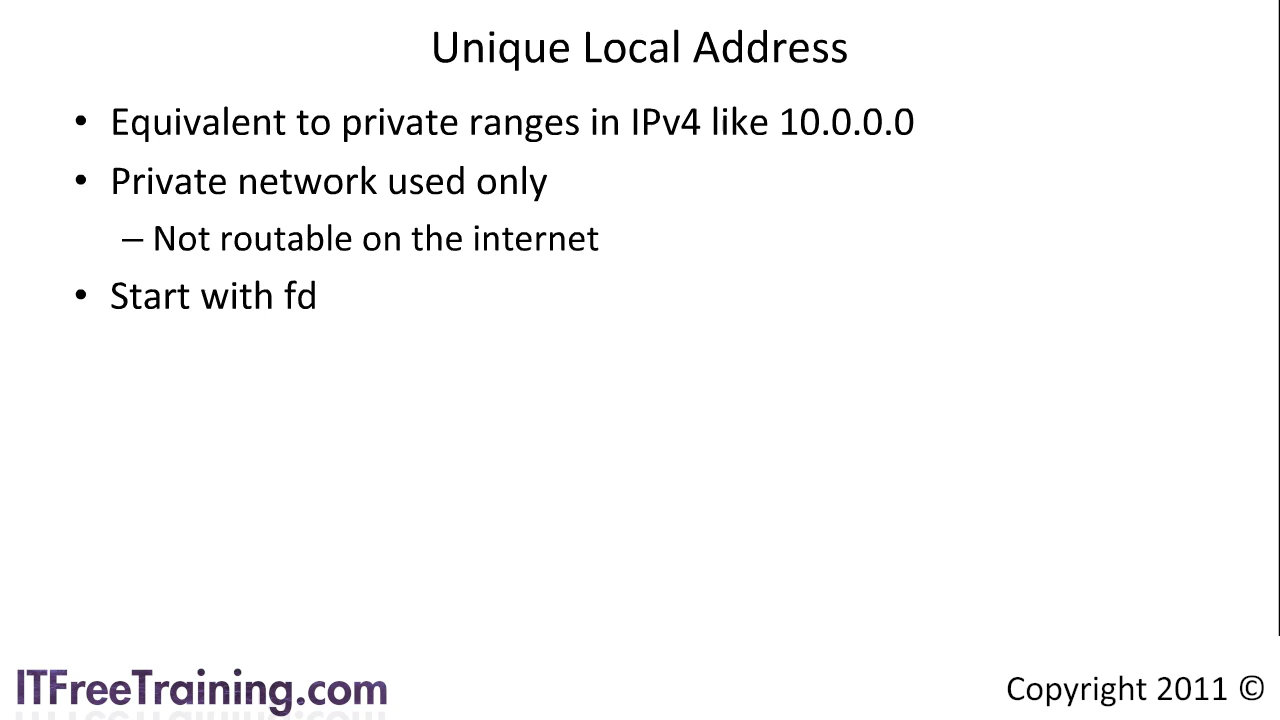 Unique Local Address
• Equivalent to private ranges in IPv4 like 10.0.0.0
• Private network used only
– Not routable on the internet
• Start with fd
ITFreeTraining.com
Copyright 2011 ©